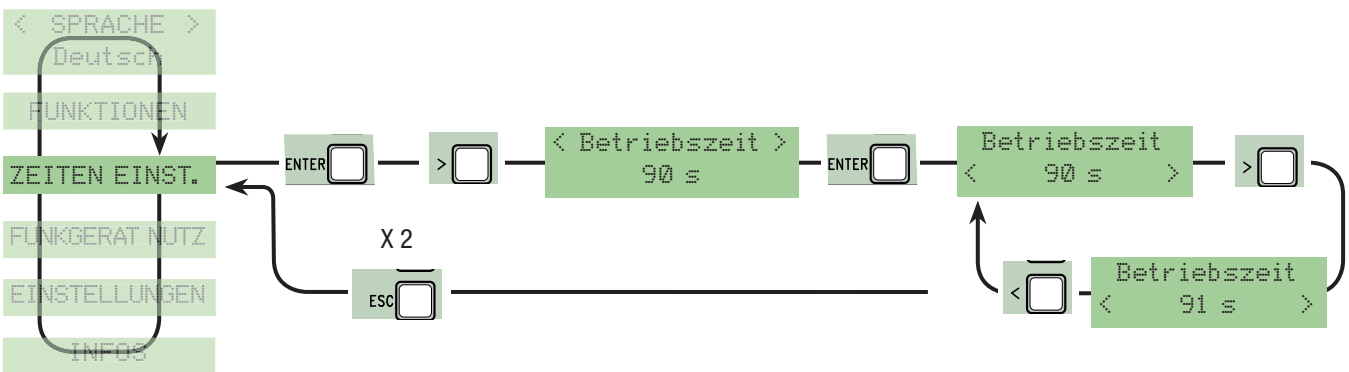 < SPRACHE >
Deutsch
FUNKTIONEN
ZEITEN EINST.
FUNKGERAT NUTZ
EINSTELLUNGEN
INFOS
ENTER
>
< Betriebszeit >
90 s
ENTER
Betriebszeit
< 90 s >
>
Betriebszeit
< 91 s >
<
X 2
ESC